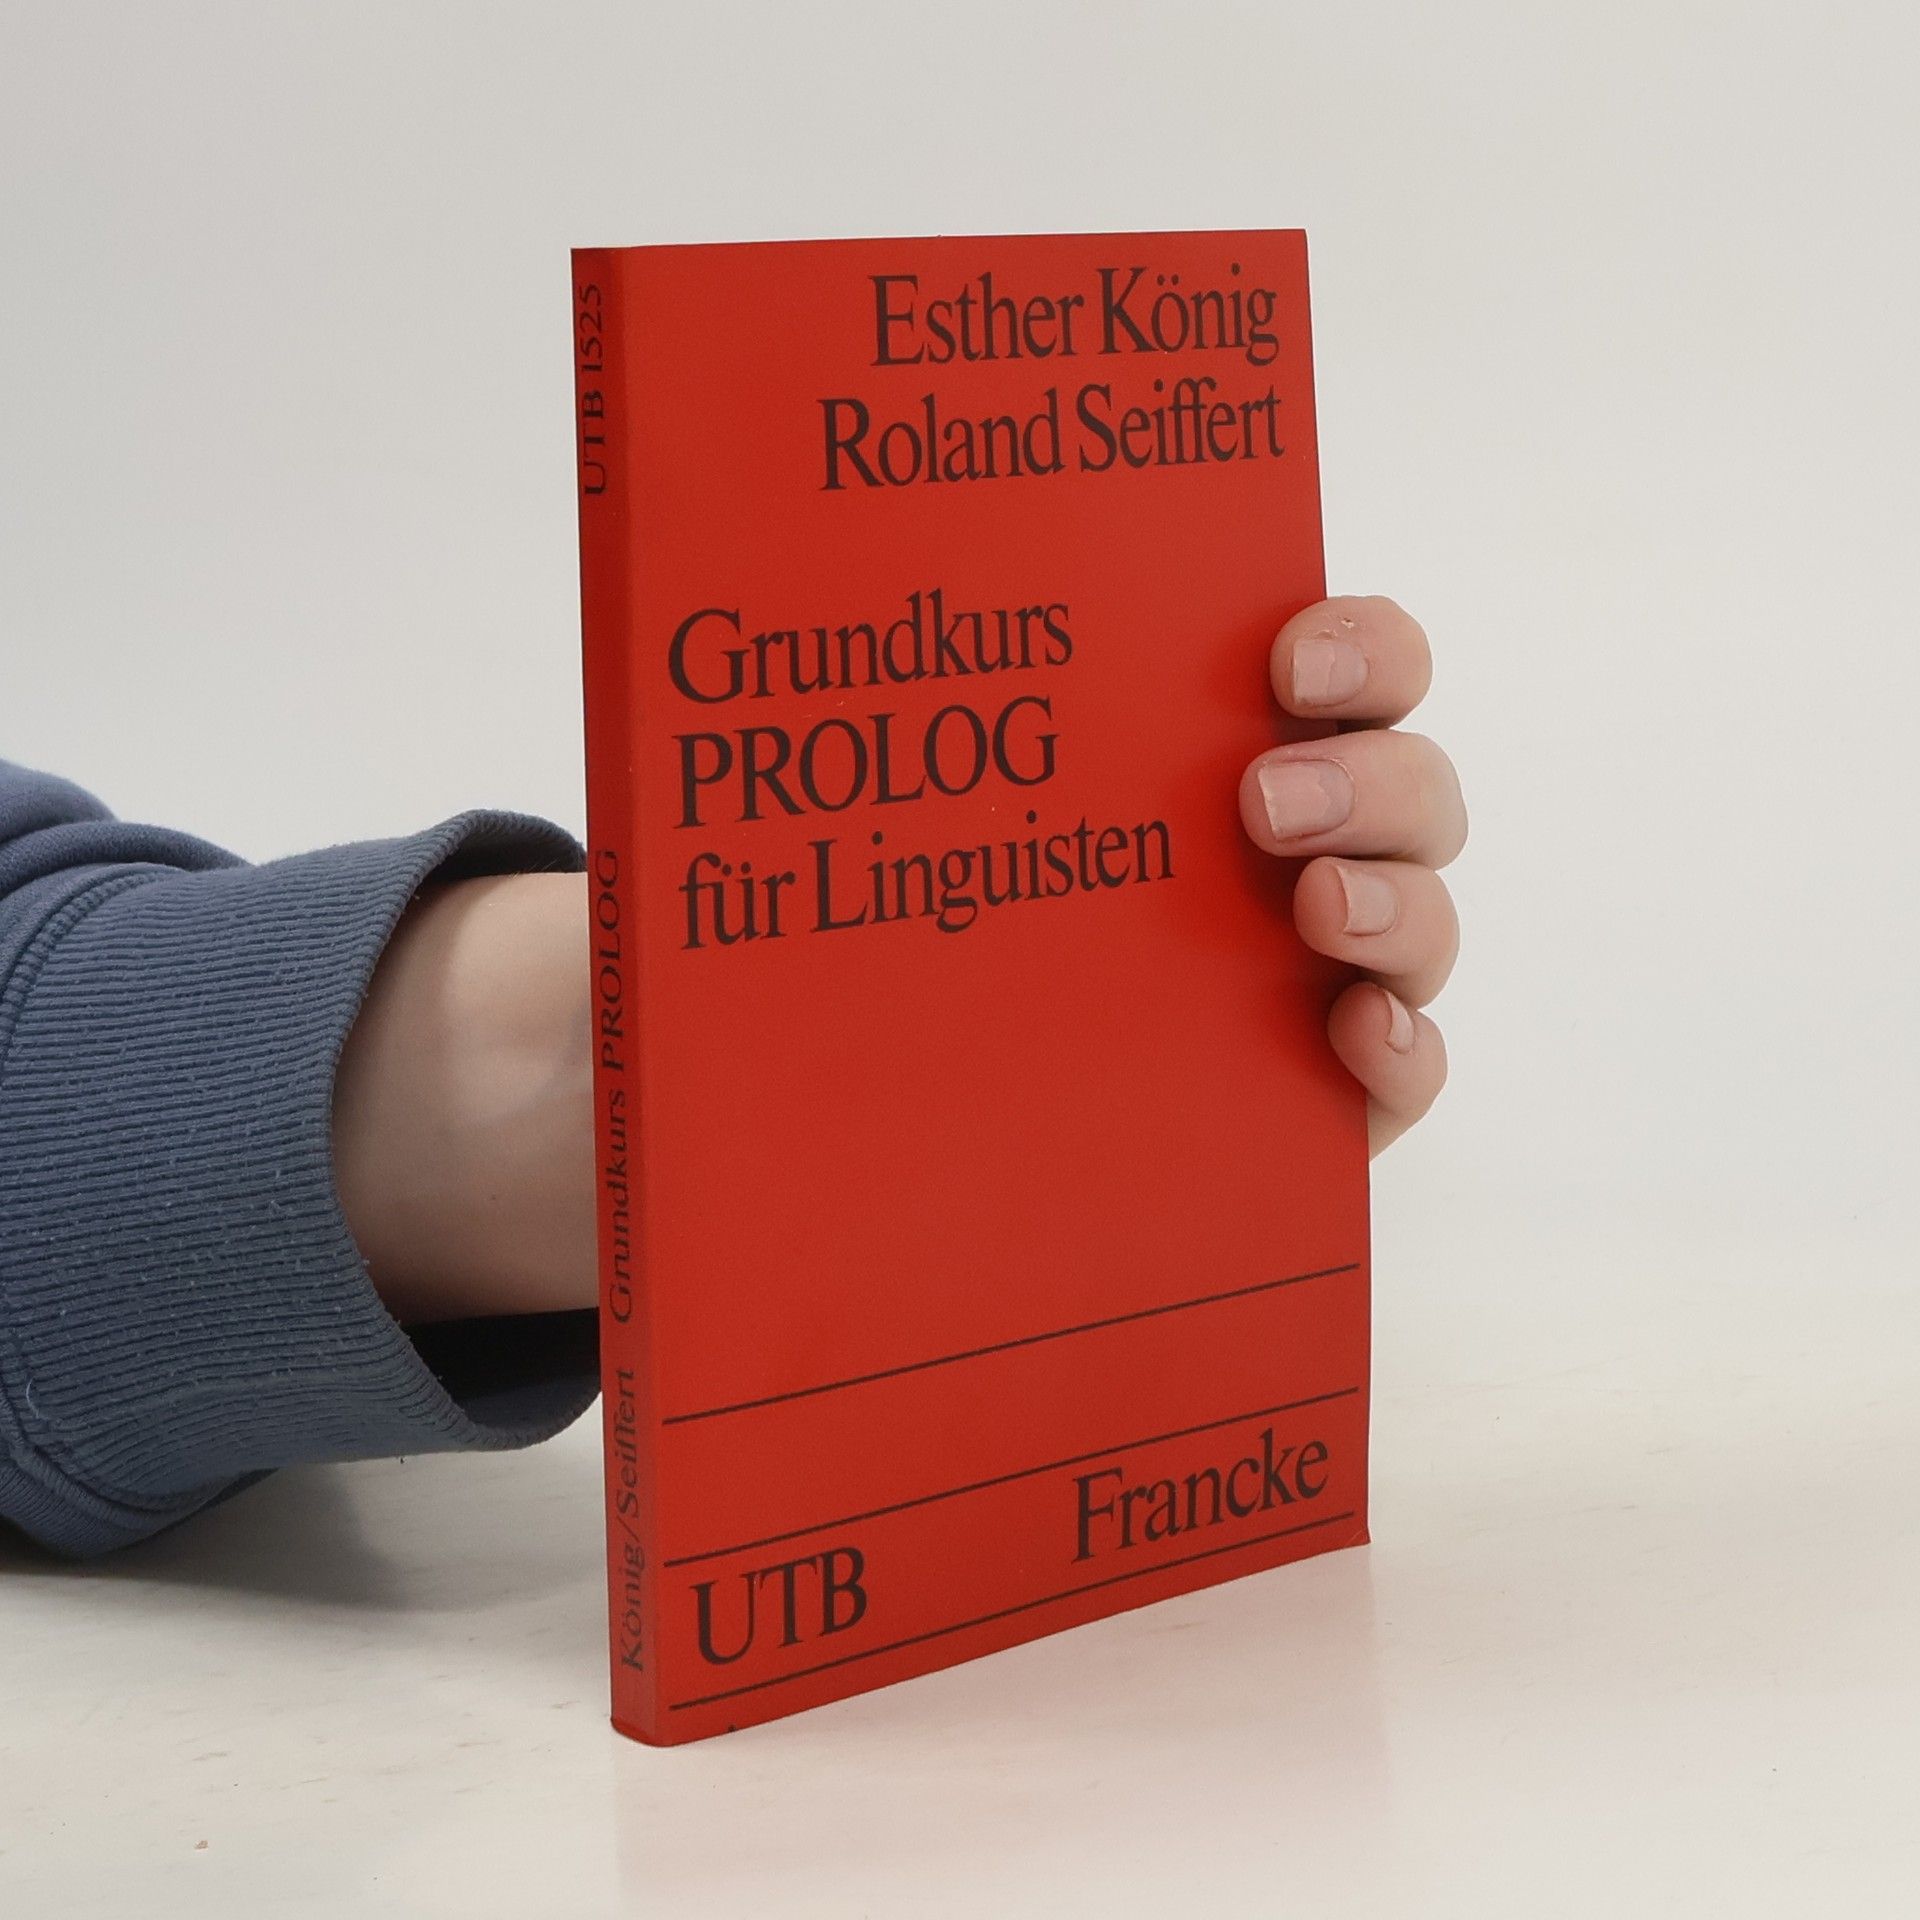 Esther König
Roland Seiffert
Grundkurs
PROLOG
für Linguisten
Francke
UTB
König/Seiffert Grundkurs PROLOG UTB 1525